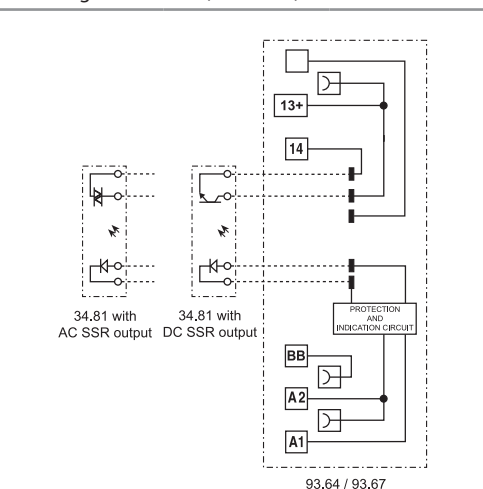 13+
14
34.81 with
AC SSR output
34.81 with
DC SSR output
PROTECTION
AND
INDICATION CIRCUIT
BB
A2
A1
93.64 / 93.67